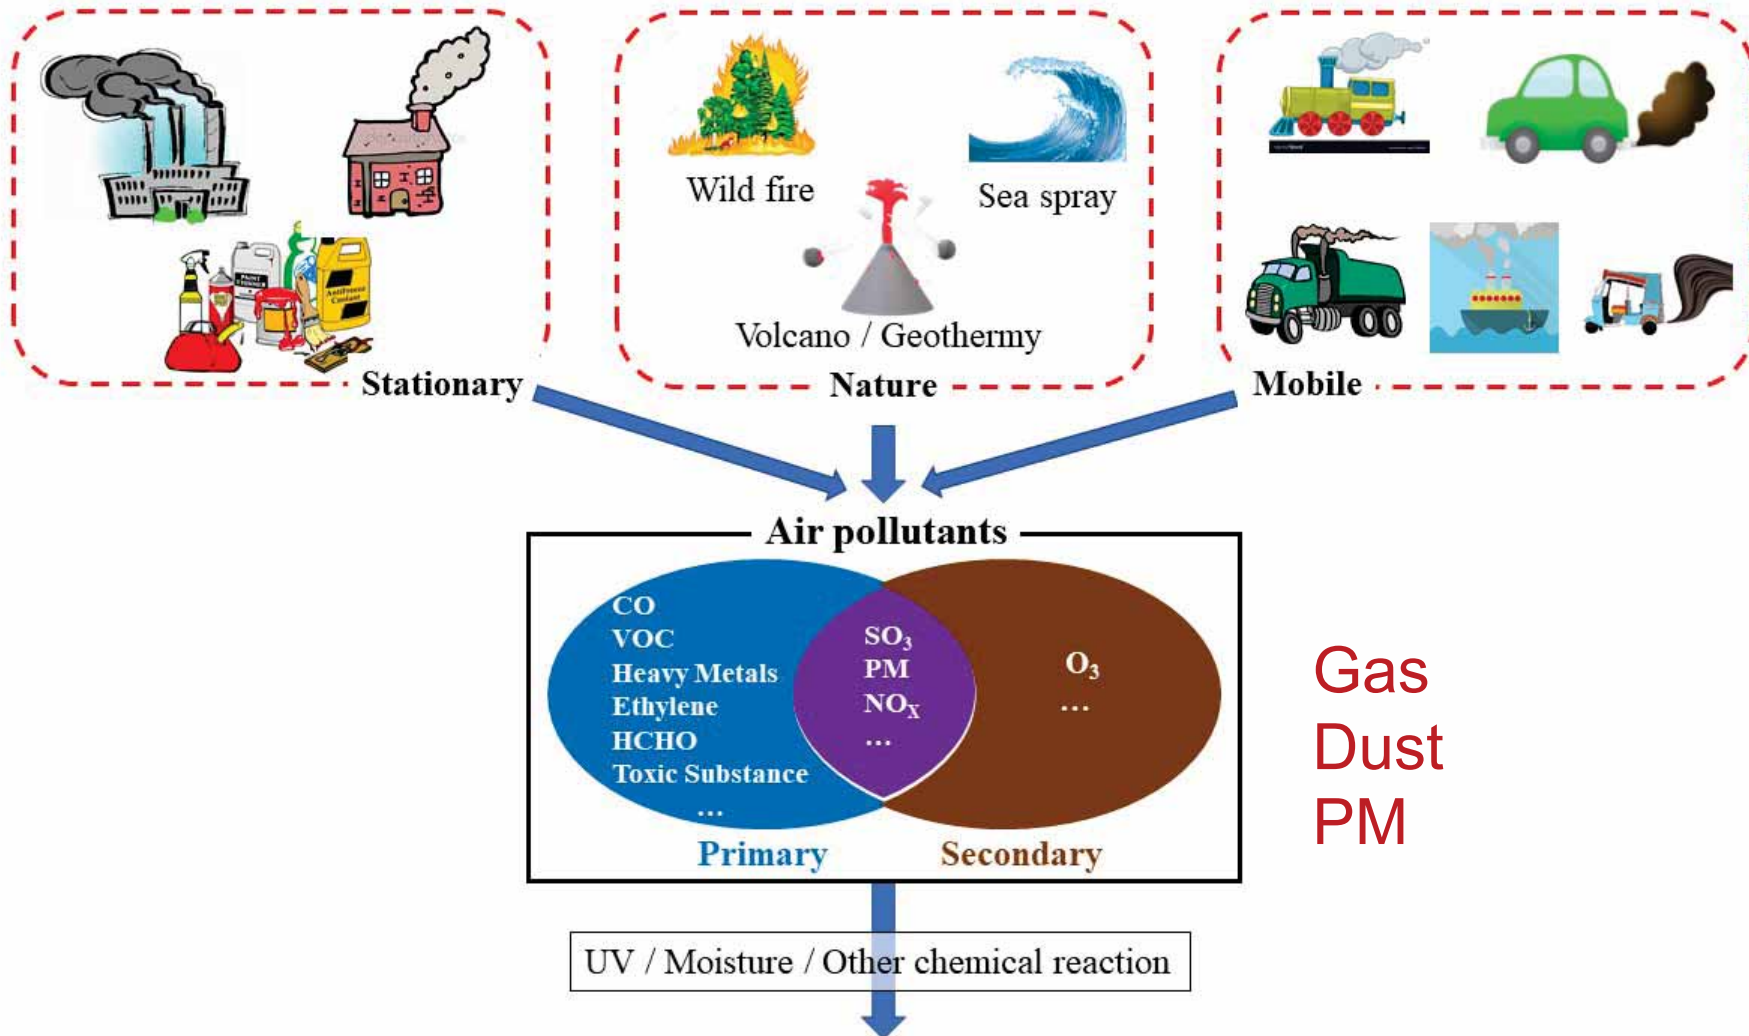 Wild fire
Sea spray
Volcano / Geothermy
Stationary
Nature
Mobile
Air pollutants
CO
VOC
Heavy Metals
Ethylene
HCHO
Toxic Substance
...
SO₃
PM
NOₓ
...
O₃
...
Primary
Secondary
Gas
Dust
PM
UV / Moisture / Other chemical reaction